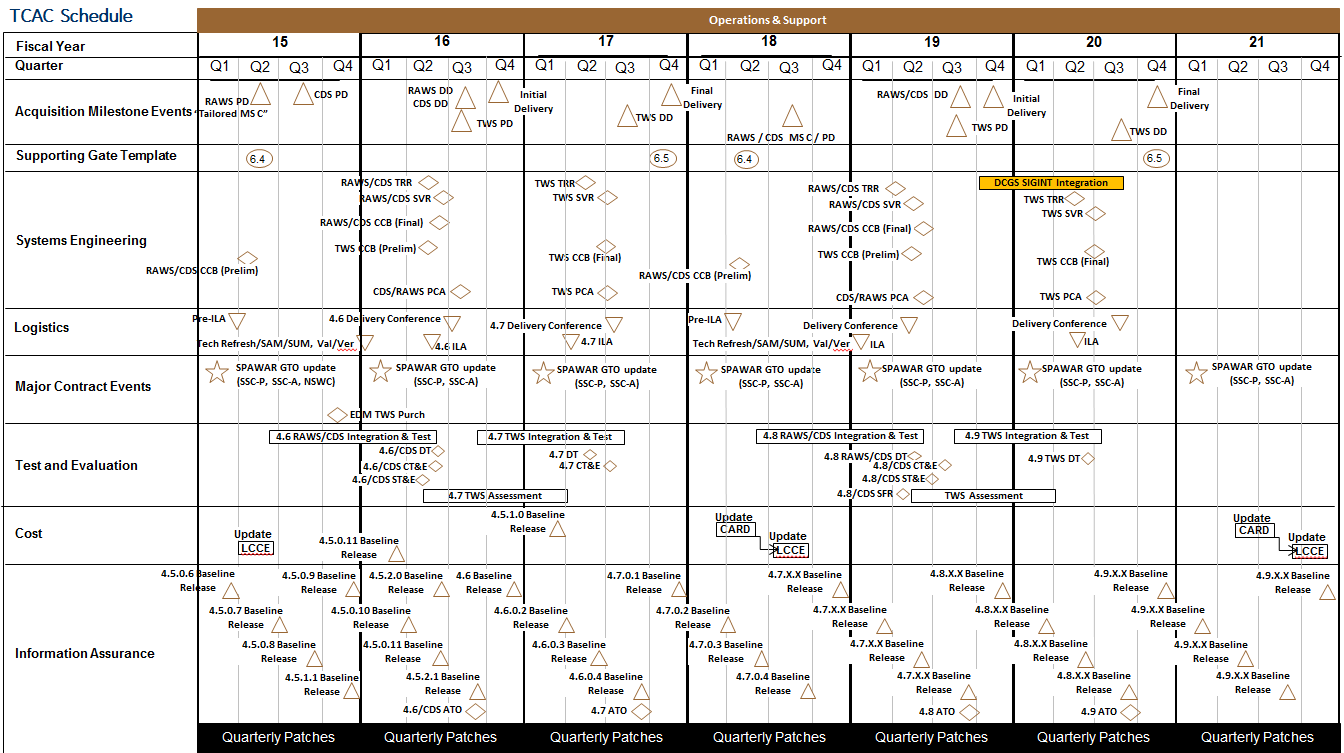 TCAC Schedule
Operations & Support
Fiscal Year 15 16 17 18 19 20 21
Quarter Q1 Q2 Q3 Q4 Q1 Q2 Q3 Q4 Q1 Q2 Q3 Q4 Q1 Q2 Q3 Q4 Q1 Q2 Q3 Q4 Q1 Q2 Q3 Q4 Q1 Q2 Q3 Q4
Acquisition Milestone Events
RAWS PD
"Tailored MS C"
CDS PD
RAWS DD
CDS DD
TWS PD
Initial
Delivery
TWS DD
Final
Delivery
RAWS / CDS MS C / PD
RAWS/CDS DD
TWS PD
Initial
Delivery
TWS DD
Final
Delivery
Supporting Gate Template
6.4
6.5
6.4
6.5
Systems Engineering
RAWS/CDS CCB (Prelim)
RAWS/CDS TRR
RAWS/CDS SVR
RAWS/CDS CCB (Final)
TWS CCB (Prelim)
CDS/RAWS PCA
TWS TRR
TWS SVR
TWS CCB (Final)
TWS PCA
RAWS/CDS CCB (Prelim)
RAWS/CDS TRR
RAWS/CDS SVR
RAWS/CDS CCB (Final)
TWS CCB (Prelim)
CDS/RAWS PCA
DCGS SIGINT Integration
TWS TRR
TWS SVR
TWS CCB (Final)
TWS PCA
Logistics
Pre-ILA
Tech Refresh/SAM/SUM, Val/Ver
4.6 Delivery Conference
4.6 ILA
4.7 Delivery Conference
4.7 ILA
Pre-ILA
Tech Refresh/SAM/SUM, Val/Ver
Delivery Conference
ILA
Delivery Conference
ILA
Major Contract Events
SPAWAR GTO update
(SSC-P, SSC-A, NSWC)
EDM TWS Purch
SPAWAR GTO update
(SSC-P, SSC-A)
SPAWAR GTO update
(SSC-P, SSC-A)
SPAWAR GTO update
(SSC-P, SSC-A)
SPAWAR GTO update
(SSC-P, SSC-A)
SPAWAR GTO update
(SSC-P, SSC-A)
SPAWAR GTO update
(SSC-P, SSC-A)
Test and Evaluation
4.6 RAWS/CDS Integration & Test
4.6/CDS DT
4.6/CDS CT&E
4.6/CDS ST&E
4.7 TWS Integration & Test
4.7 DT
4.7 CT&E
4.7 TWS Assessment
4.8 RAWS/CDS Integration & Test
4.8 RAWS/CDS DT
4.8/CDS CT&E
4.8/CDS ST&E
4.8/CDS SFR
4.9 TWS Integration & Test
4.9 TWS DT
TWS Assessment
Cost
Update
LCCE
4.5.0.11 Baseline
Release
4.5.1.0 Baseline
Release
Update
CARD
Update
LCCE
Update
CARD
Update
LCCE
Information Assurance
4.5.0.6 Baseline
Release
4.5.0.7 Baseline
Release
4.5.0.8 Baseline
Release
4.5.0.9 Baseline
Release
4.5.1.1 Baseline
Release
4.5.2.0 Baseline
Release
4.5.0.10 Baseline
Release
4.5.0.11 Baseline
Release
4.5.2.1 Baseline
Release
4.6/CDS ATO
4.6 Baseline
Release
4.6.0.2 Baseline
Release
4.6.0.3 Baseline
Release
4.6.0.4 Baseline
Release
4.7 ATO
4.7.0.1 Baseline
Release
4.7.0.2 Baseline
Release
4.7.0.3 Baseline
Release
4.7.0.4 Baseline
Release
4.7.X.X Baseline
Release
4.7.X.X Baseline
Release
4.7.X.X Baseline
Release
4.7.X.X Baseline
Release
4.8 ATO
4.8.X.X Baseline
Release
4.8.X.X Baseline
Release
4.8.X.X Baseline
Release
4.8.X.X Baseline
Release
4.9 ATO
4.9.X.X Baseline
Release
4.9.X.X Baseline
Release
4.9.X.X Baseline
Release
4.9.X.X Baseline
Release
4.9.X.X Baseline
Release
Quarterly Patches Quarterly Patches Quarterly Patches Quarterly Patches Quarterly Patches Quarterly Patches Quarterly Patches